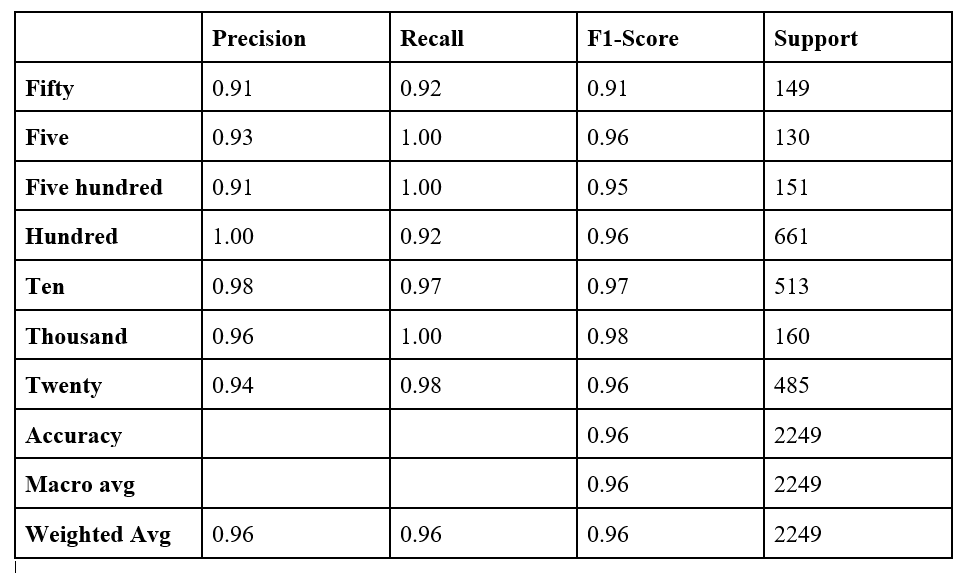 Precision Recall F1-Score Support
Fifty 0.91 0.92 0.91 149
Five 0.93 1.00 0.96 130
Five hundred 0.91 1.00 0.95 151
Hundred 1.00 0.92 0.96 661
Ten 0.98 0.97 0.97 513
Thousand 0.96 1.00 0.98 160
Twenty 0.94 0.98 0.96 485
Accuracy 0.96 2249
Macro avg 0.96 2249
Weighted Avg 0.96 0.96 0.96 2249